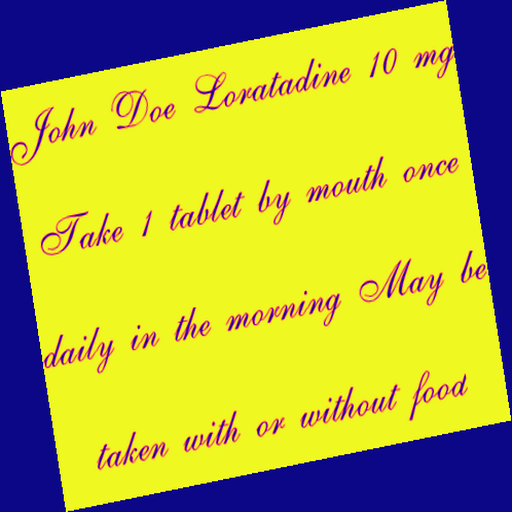 John Doe Loratadine 10 mg
Take 1 tablet by mouth once
daily in the morning May be
taken with or without food